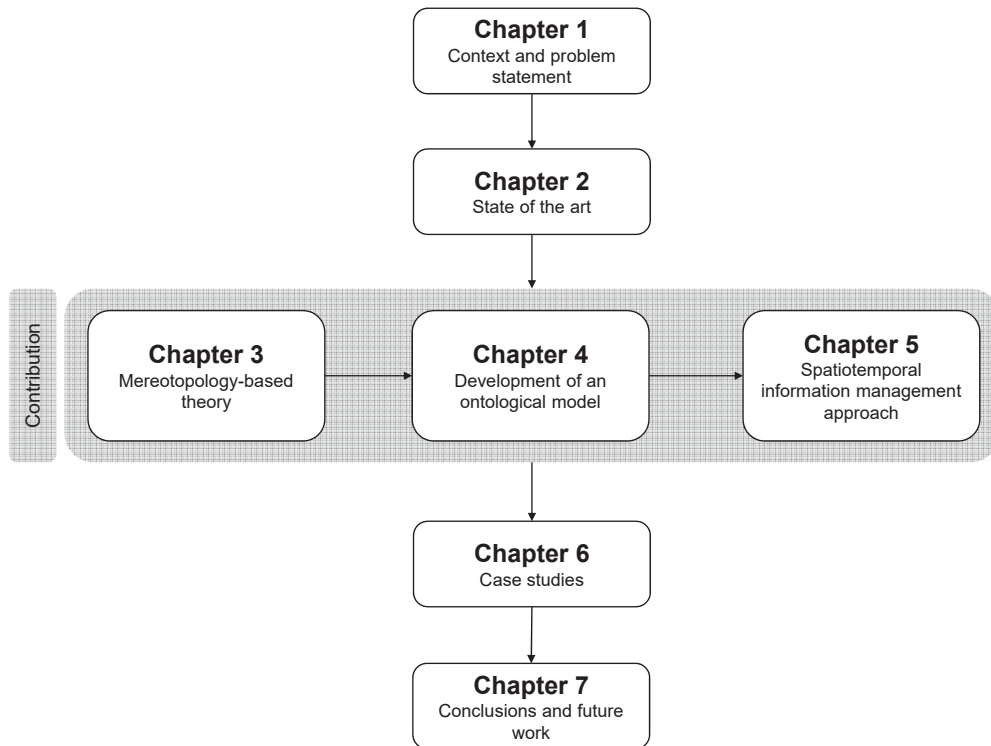 Chapter 1
Context and problem
statement
Chapter 2
State of the art
Contribution
Chapter 3
Mereotopology-based
theory
Chapter 4
Development of an
ontological model
Chapter 5
Spatiotemporal
information management
approach
Chapter 6
Case studies
Chapter 7
Conclusions and future
work